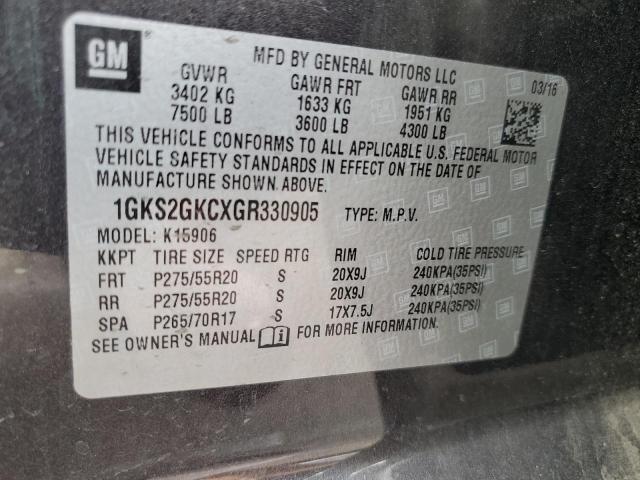 GM
MFD BY GENERAL MOTORS LLC
03/16
GVWR GAWR FRT GAWR RR
3402 KG 1633 KG 1951 KG
7500 LB 3600 LB 4300 LB
THIS VEHICLE CONFORMS TO ALL APPLICABLE U.S. FEDERAL MOTOR
VEHICLE SAFETY STANDARDS IN EFFECT ON THE DATE OF
MANUFACTURE SHOWN ABOVE.
1GKS2GKCXGR330905 TYPE: M.P.V.
MODEL: K15906
KKPT TIRE SIZE SPEED RTG RIM COLD TIRE PRESSURE
FRT P275/55R20 S 20X9J 240KPA(35PSI)
RR P275/55R20 S 20X9J 240KPA(35PSI)
SPA P265/70R17 S 17X7.5J 240KPA(35PSI)
SEE OWNER'S MANUAL FOR MORE INFORMATION.